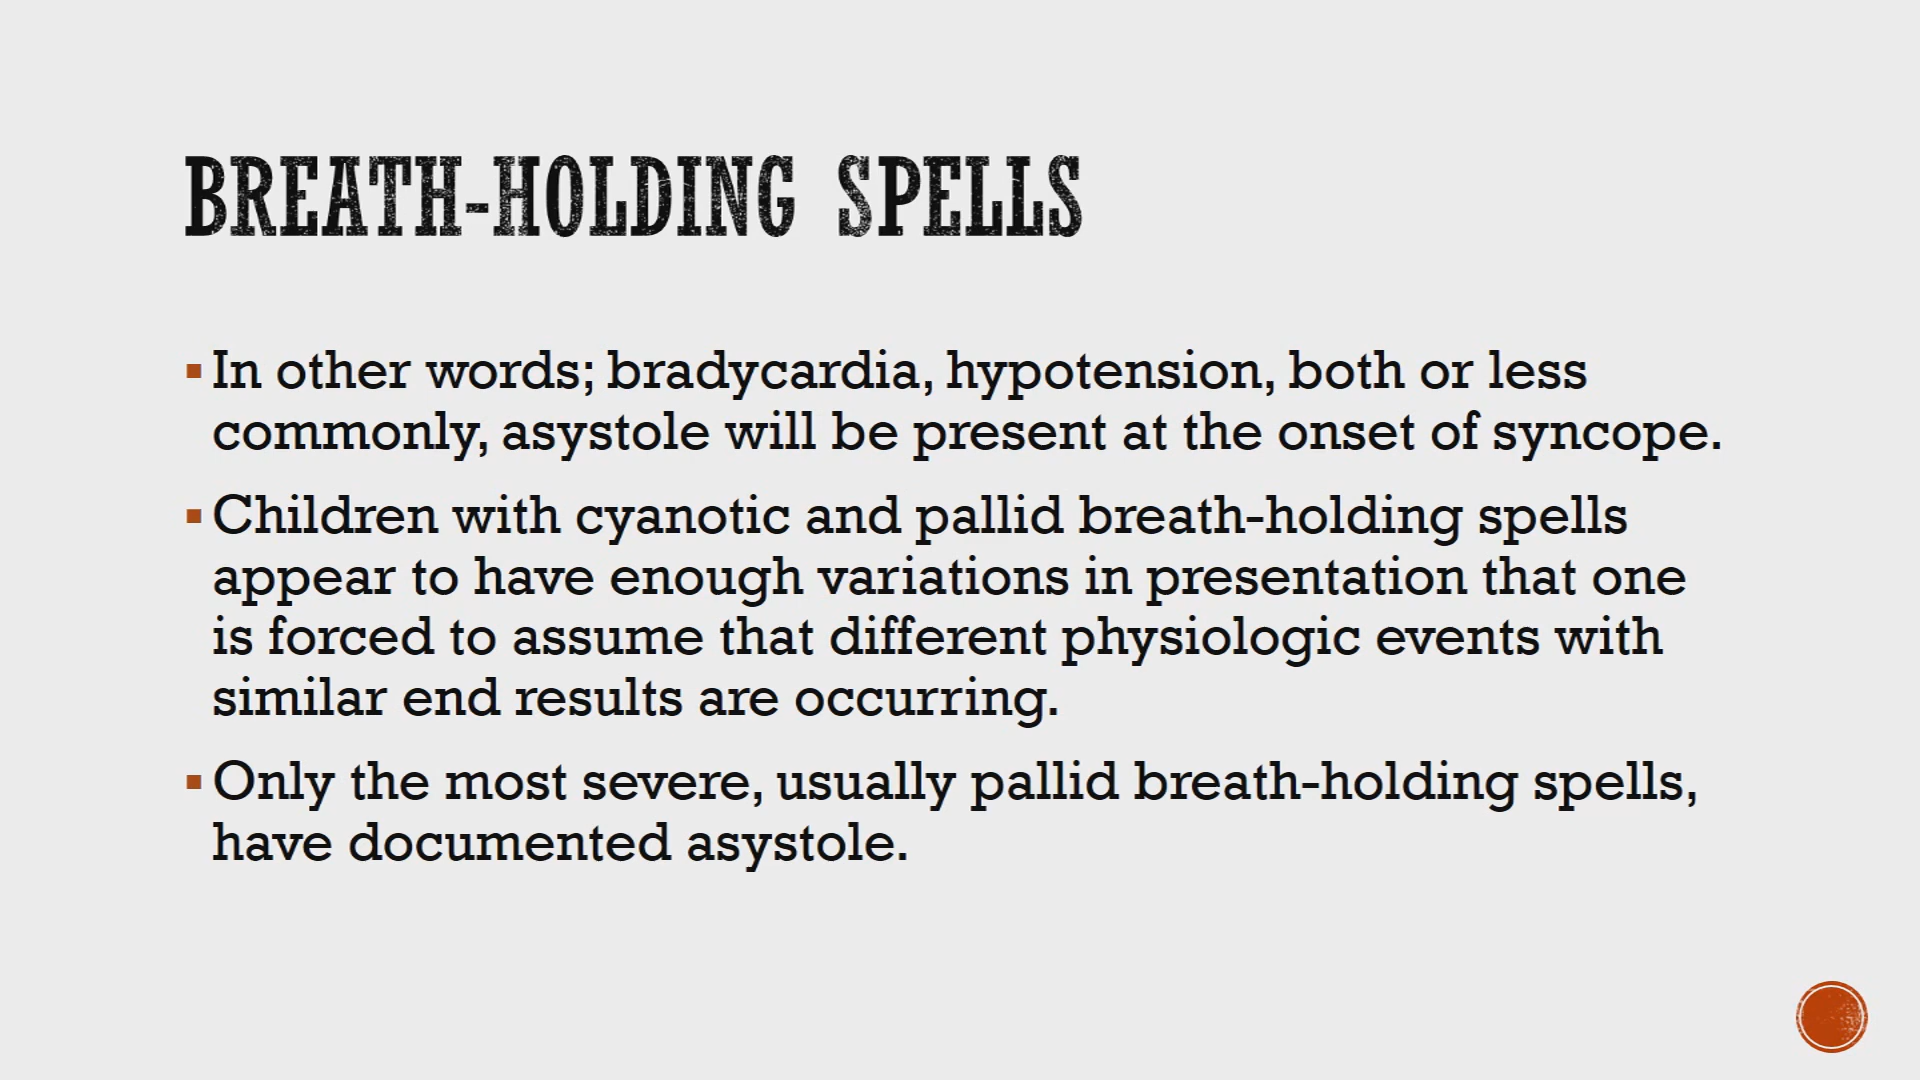 BREATH-HOLDING SPELLS
In other words; bradycardia, hypotension, both or less
commonly, asystole will be present at the onset of syncope.
Children with cyanotic and pallid breath-holding spells
appear to have enough variations in presentation that one
is forced to assume that different physiologic events with
similar end results are occurring.
Only the most severe, usually pallid breath-holding spells,
have documented asystole.